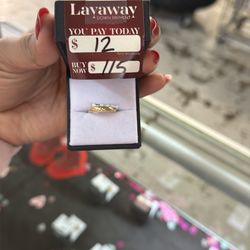 Layaway
DOWN PAYMENT
YOU PAY TODAY
$ 12
BUY
NOW $ 115